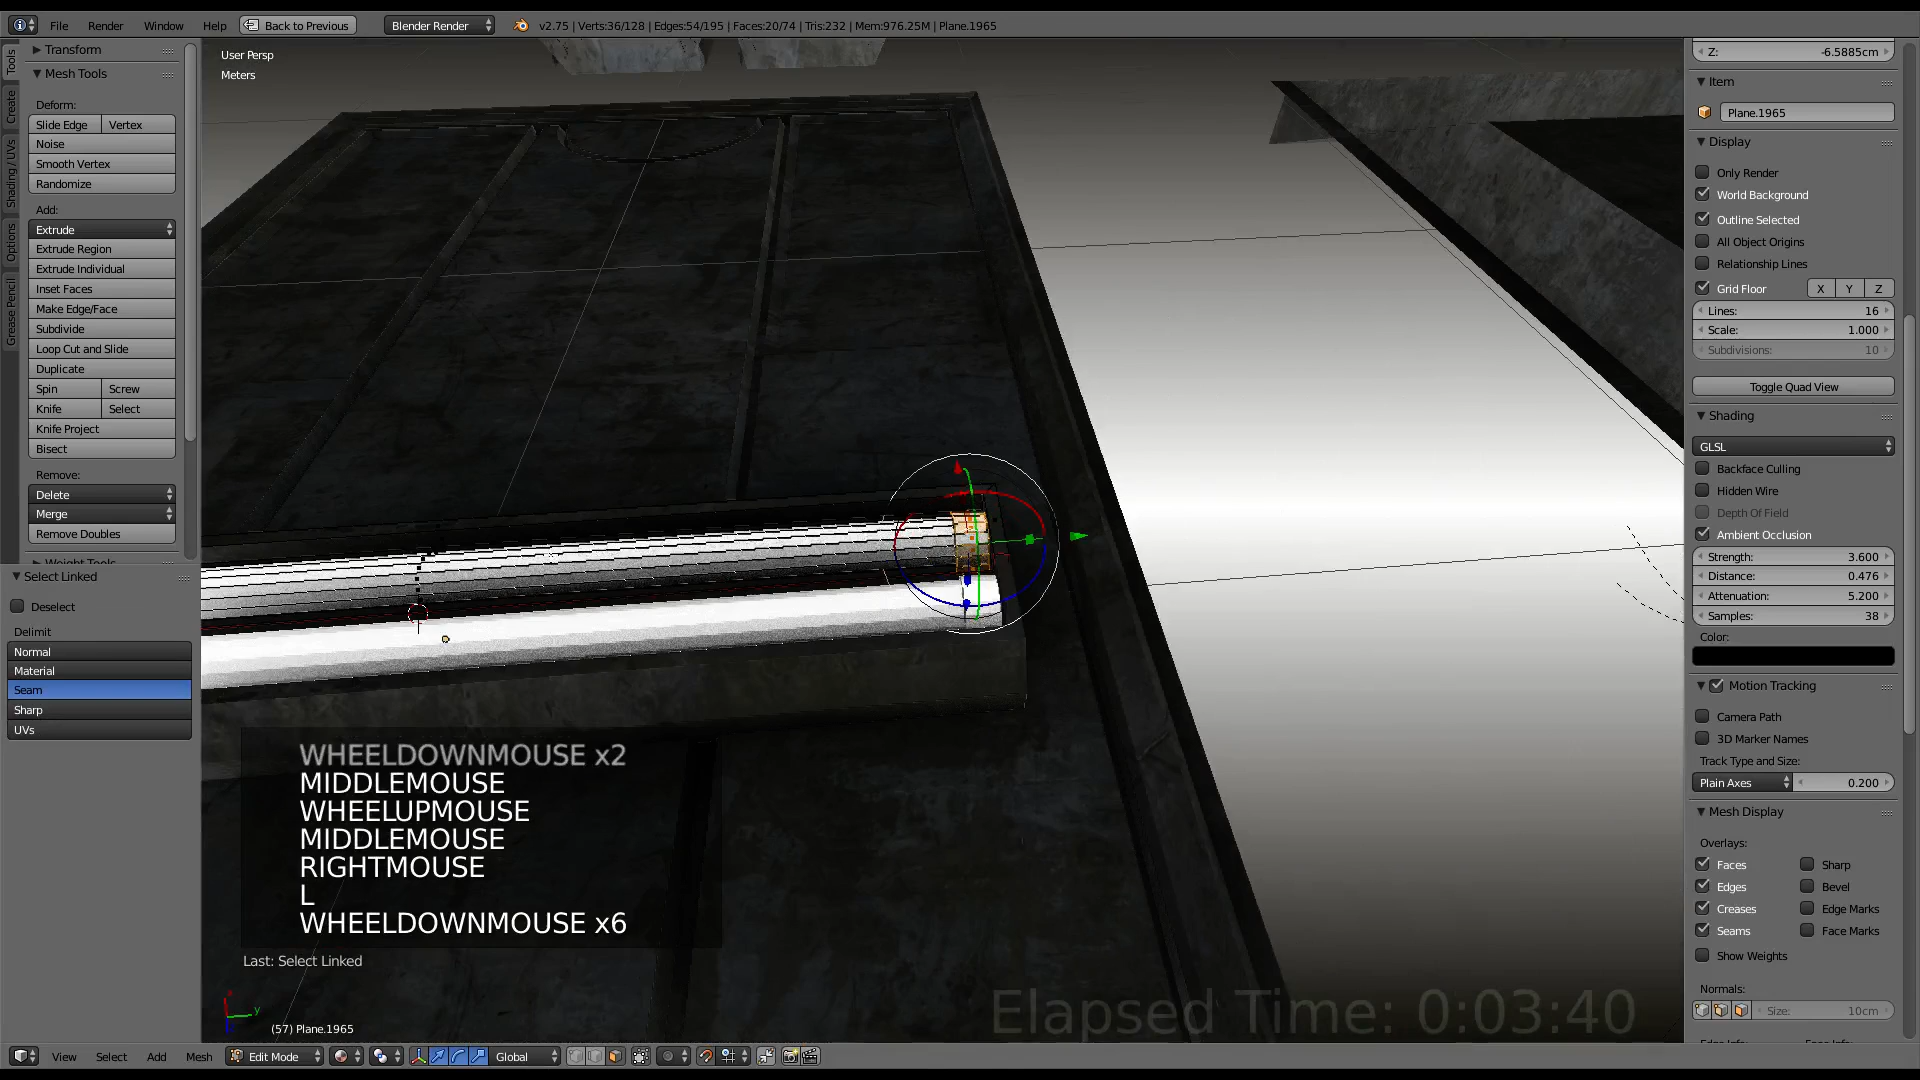 File Render Window Help Back to Previous Blender Render v2.75 | Verts:36/128 | Edges:54/195 | Faces:20/74 | Tris:232 | Mem:976.25M | Plane.1965
Tools
Create
Shading / UVs
Options
Grease Pencil
Transform
Mesh Tools
Deform:
Slide Edge Vertex
Noise
Smooth Vertex
Randomize
Add:
Extrude
Extrude Region
Extrude Individual
Inset Faces
Make Edge/Face
Subdivide
Loop Cut and Slide
Duplicate
Spin Screw
Knife Select
Knife Project
Bisect
Remove:
Delete
Merge
Remove Doubles
Weight Tools
Select Linked
Deselect
Delimit
Normal
Material
Seam
Sharp
UVs
User Persp
Meters
WHEELDOWNMOUSE x2
MIDDLEMOUSE
WHEELUPMOUSE
MIDDLEMOUSE
RIGHTMOUSE
L
WHEELDOWNMOUSE x6
Last: Select Linked
Elapsed Time: 0:03:40
y
(57) Plane.1965
Z: -6.5885cm
Item
Plane.1965
Display
Only Render
World Background
Outline Selected
All Object Origins
Relationship Lines
Grid Floor X Y Z
Lines: 16
Scale: 1.000
Subdivisions: 10
Toggle Quad View
Shading
GLSL
Backface Culling
Hidden Wire
Depth Of Field
Ambient Occlusion
Strength: 3.600
Distance: 0.476
Attenuation: 5.200
Samples: 38
Color:
Motion Tracking
Camera Path
3D Marker Names
Track Type and Size:
Plain Axes 0.200
Mesh Display
Overlays:
Faces Sharp
Edges Bevel
Creases Edge Marks
Seams Face Marks
Show Weights
Normals:
Size: 10cm
View Select Add Mesh Edit Mode Global